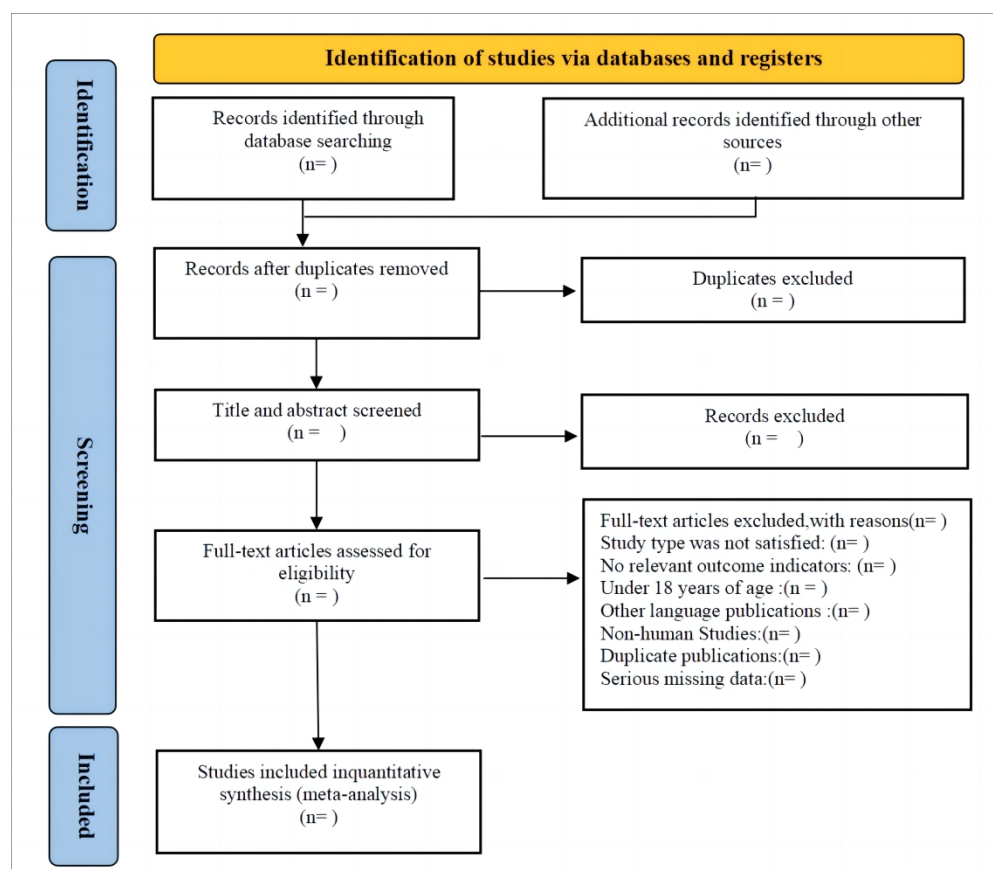 Identification of studies via databases and registers
Identification
Records identified through
database searching
(n= )
Additional records identified through other
sources
(n= )
Screening
Records after duplicates removed
(n = )
Duplicates excluded
(n = )
Title and abstract screened
(n = )
Records excluded
(n = )
Full-text articles assessed for
eligibility
(n = )
Full-text articles excluded,with reasons(n= )
Study type was not satisfied: (n= )
No relevant outcome indicators: (n= )
Under 18 years of age :(n = )
Other language publications :(n= )
Non-human Studies:(n= )
Duplicate publications:(n= )
Serious missing data:(n= )
Included
Studies included inquantitative
synthesis (meta-analysis)
(n= )